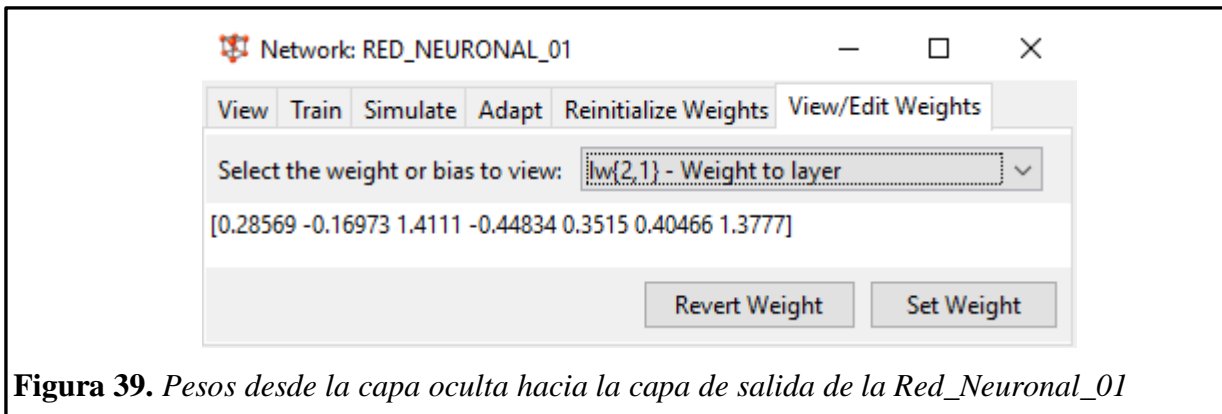 Network: RED_NEURONAL_01
View Train Simulate Adapt Reinitialize Weights View/Edit Weights
Select the weight or bias to view: lw{2,1} - Weight to layer
[0.28569 -0.16973 1.4111 -0.44834 0.3515 0.40466 1.3777]
Revert Weight Set Weight
Figura 39. Pesos desde la capa oculta hacia la capa de salida de la Red_Neuronal_01